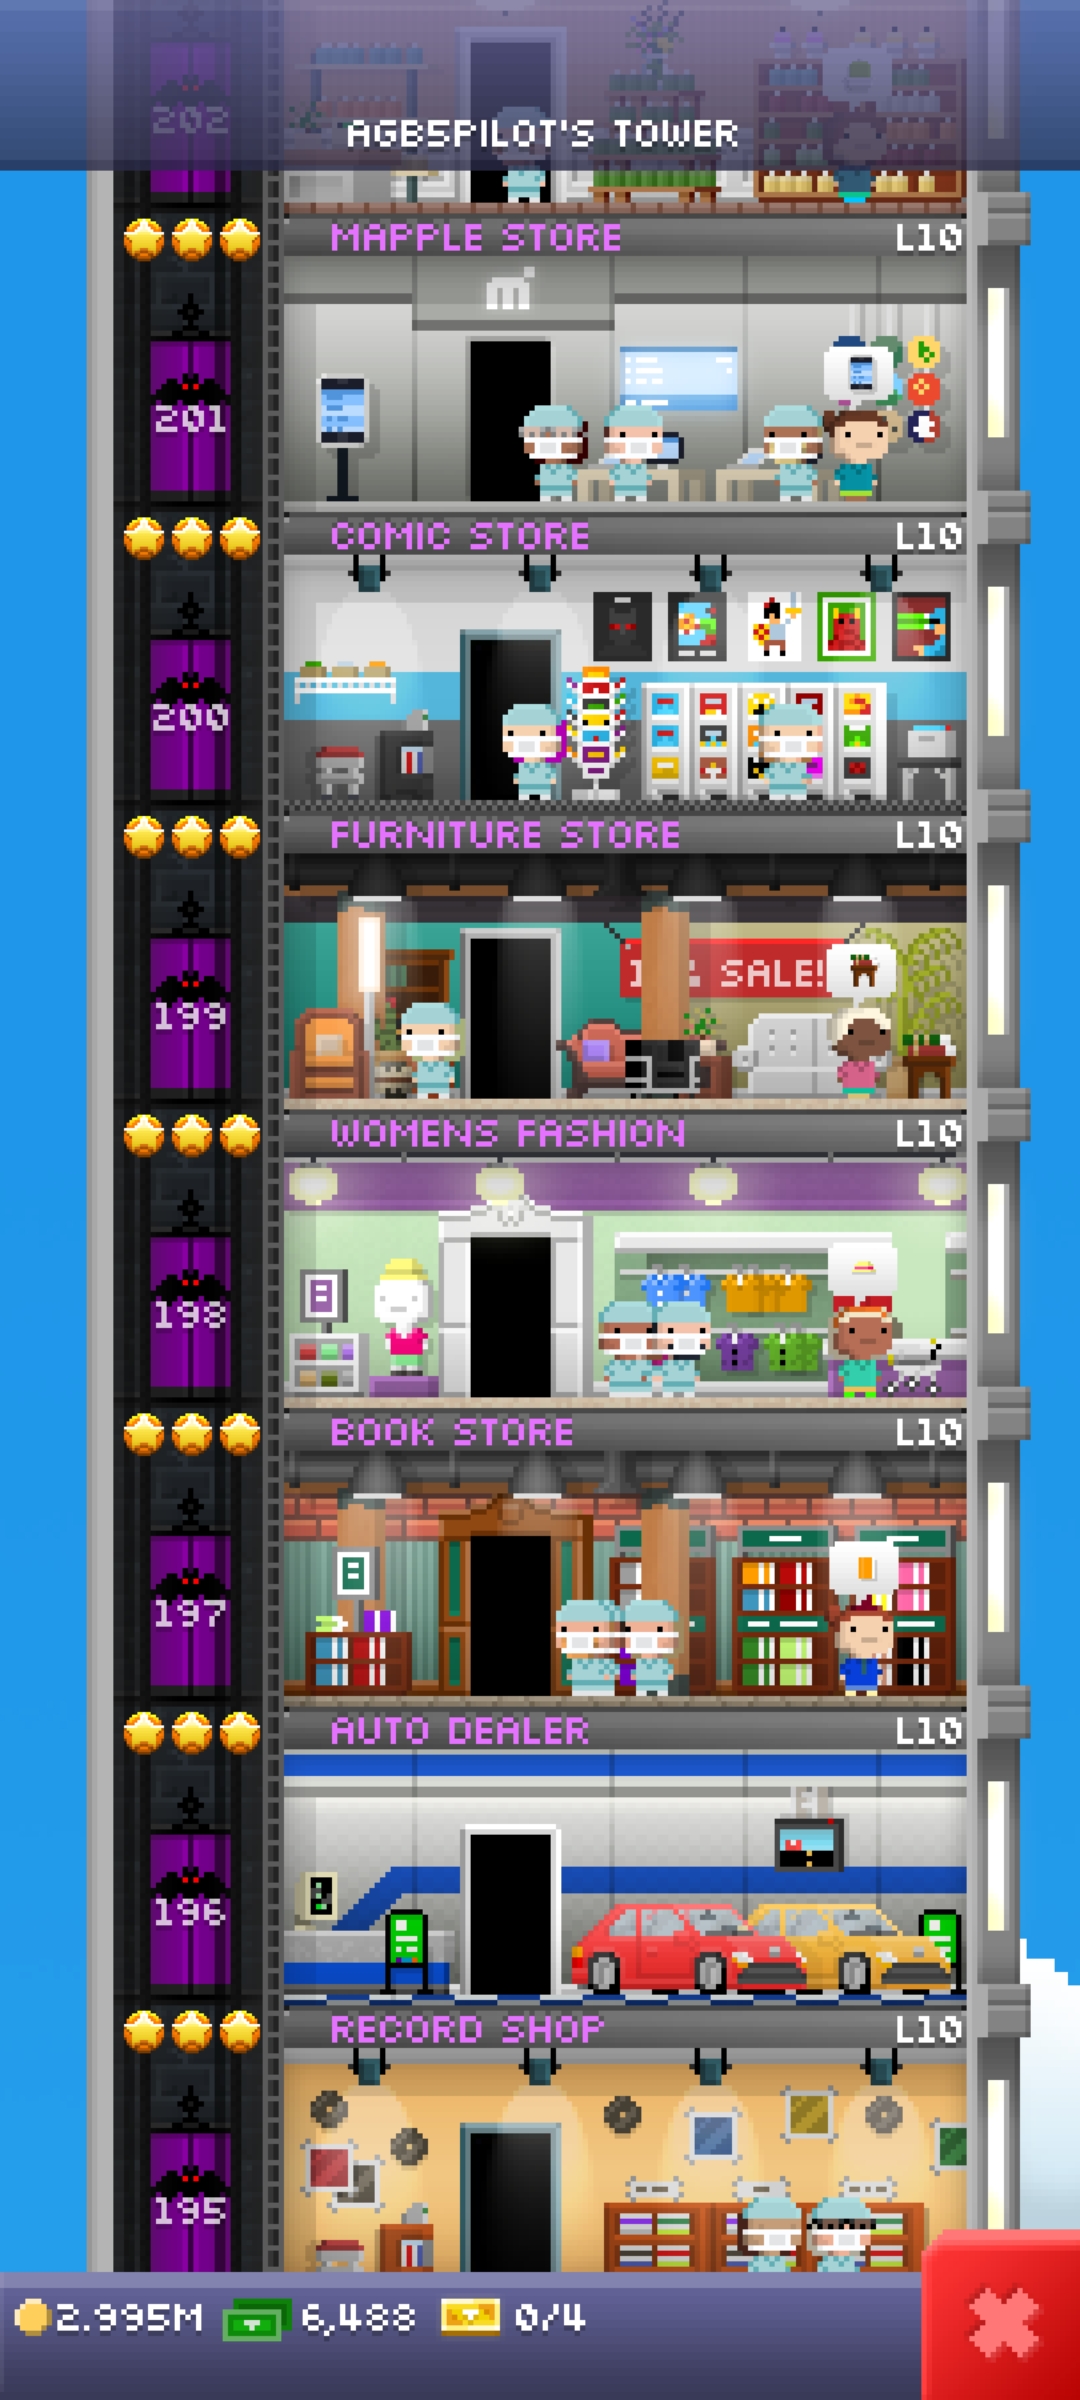 202
AGB5PILOT'S TOWER
MAPPLE STORE L10
201
COMIC STORE L10
200
FURNITURE STORE L10
SALE!
199
WOMENS FASHION L10
198
BOOK STORE L10
197
AUTO DEALER L10
196
RECORD SHOP L10
195
2.995M 6,488 0/4